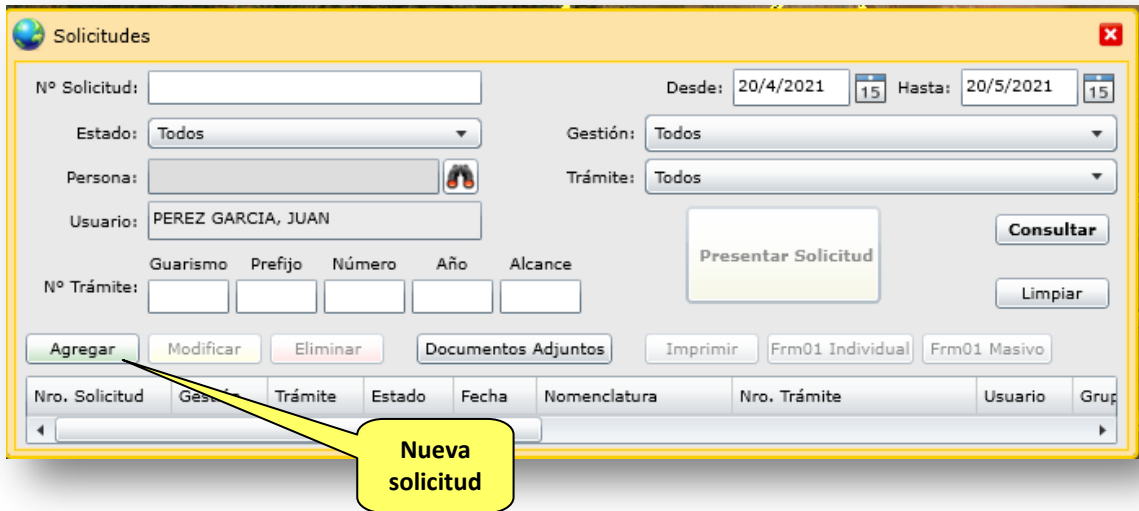 Solicitudes
Nº Solicitud:
Desde: 20/4/2021 15 Hasta: 20/5/2021 15
Estado: Todos Gestión: Todos
Persona: Trámite: Todos
Usuario: PEREZ GARCIA, JUAN
Consultar
Presentar Solicitud
Guarismo Prefijo Número Año Alcance
Nº Trámite:
Limpiar
Agregar Modificar Eliminar Documentos Adjuntos Imprimir Frm01 Individual Frm01 Masivo
Nro. Solicitud Gestión Trámite Estado Fecha Nomenclatura Nro. Trámite Usuario Grup
Nueva
solicitud